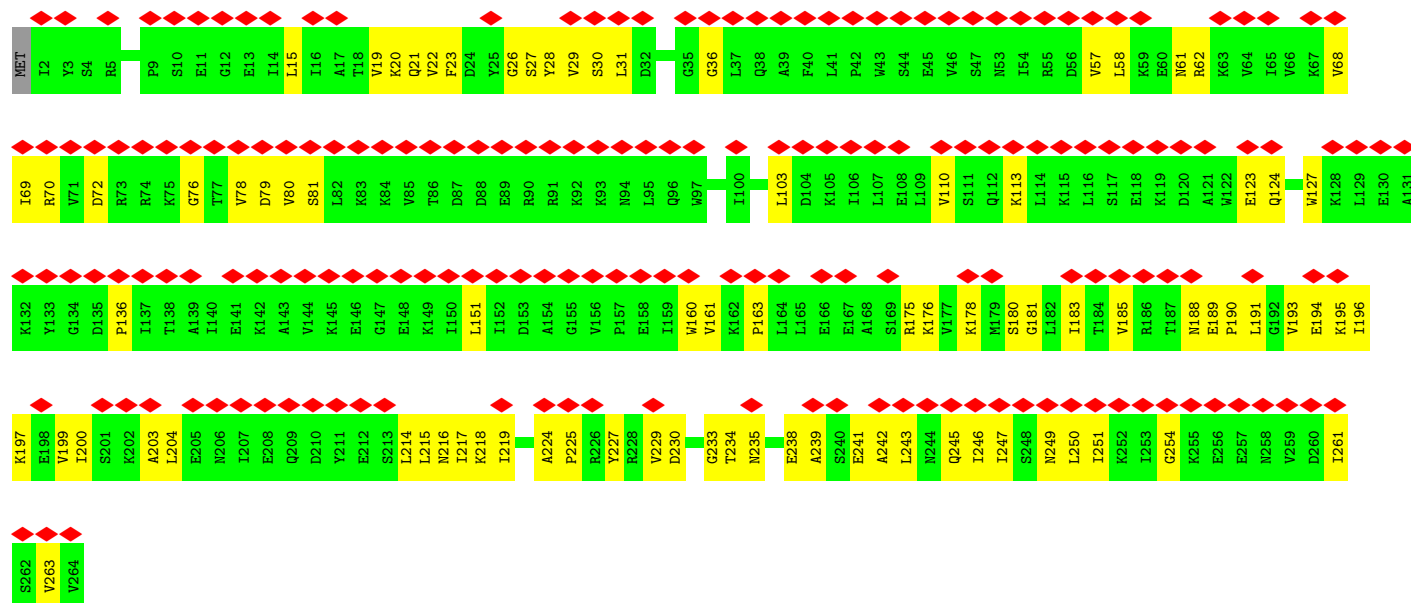 MET I2 Y3 S4 R5 P9 S10 E11 G12 E13 I14 L15 I16 A17 T18 V19 K20 Q21 V22 F23 D24 Y25 G26 S27 Y28 V29 S30 L31 D32 G35 G36 L37 Q38 A39 F40 L41 P42 W43 S44 E45 V46 S47 N53 I54 R55 D56 V57 L58 K59 E60 N61 R62 K63 V64 I65 V66 K67 V68
I69 R70 V71 D72 R73 R74 K75 G76 T77 V78 D79 V80 S81 L82 K83 K84 V85 T86 D87 D88 E89 R90 R91 K92 K93 N94 L95 Q96 W97 I100 L103 D104 K105 I106 L107 E108 L109 V110 S111 Q112 K113 L114 K115 L116 S117 E118 K119 D120 A121 W122 E123 Q124 W127 K128 L129 E130 A131
K132 Y133 G134 D135 P136 I137 T138 A139 I140 E141 K142 A143 V144 K145 E146 G147 E148 K149 I150 L151 I152 D153 A154 G155 V156 P157 E158 I159 W160 V161 K162 P163 L164 L165 E166 E167 A168 S169 R175 K176 V177 K178 M179 S180 G181 L182 I183 T184 V185 R186 T187 N188 E189 P190 L191 G192 V193 E194 K195 I196
K197 E198 V199 I200 S201 K202 A203 L204 E205 N206 I207 E208 Q209 D210 Y211 E212 S213 L214 L215 N216 I217 K218 I219 A224 P225 R226 Y227 R228 V229 D230 G233 T234 N235 E238 A239 S240 E241 A242 L243 N244 Q245 I246 I247 S248 N249 L250 I251 K252 I253 G254 K255 E256 E257 N258 V259 D260 I261
S262 V263 V264